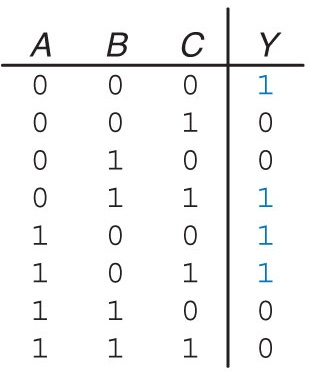 A B C Y
0 0 0 1
0 0 1 0
0 1 0 0
0 1 1 1
1 0 0 1
1 0 1 1
1 1 0 0
1 1 1 0